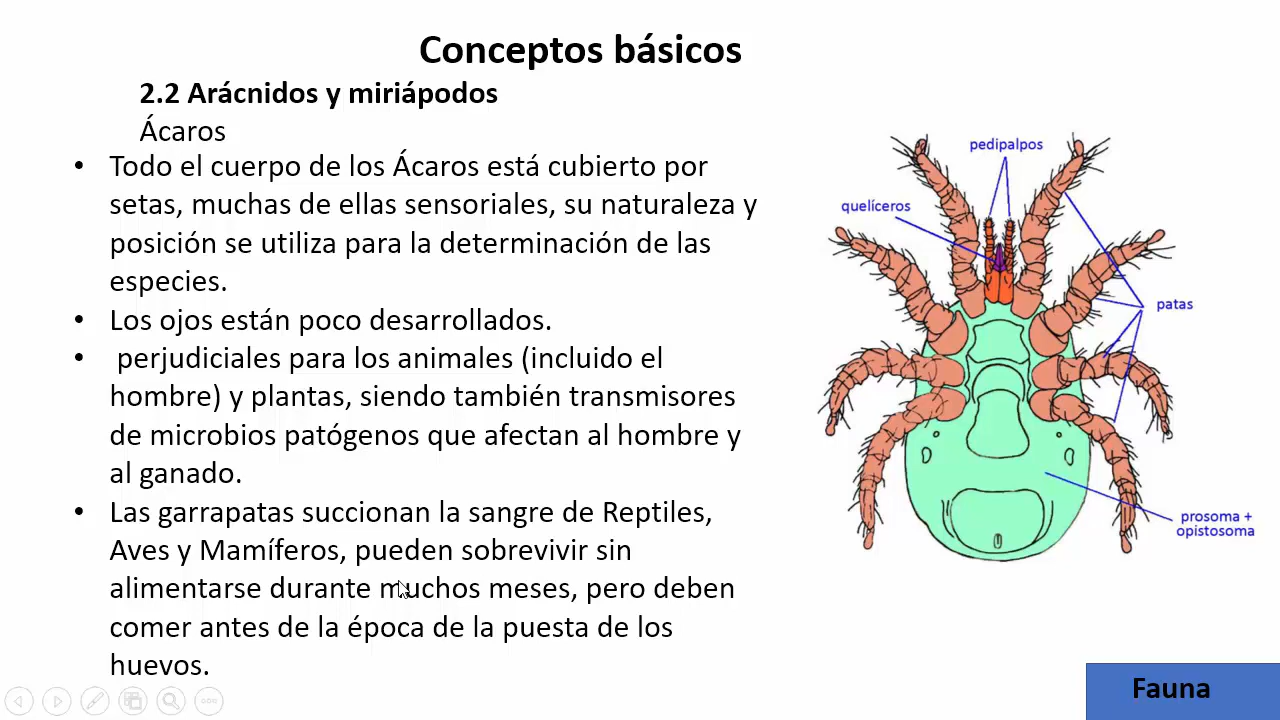 Conceptos básicos
2.2 Arácnidos y miriápodos
Ácaros
• Todo el cuerpo de los Ácaros está cubierto por
setas, muchas de ellas sensoriales, su naturaleza y
posición se utiliza para la determinación de las
especies.
• Los ojos están poco desarrollados.
• perjudiciales para los animales (incluido el
hombre) y plantas, siendo también transmisores
de microbios patógenos que afectan al hombre y
al ganado.
• Las garrapatas succionan la sangre de Reptiles,
Aves y Mamíferos, pueden sobrevivir sin
alimentarse durante muchos meses, pero deben
comer antes de la época de la puesta de los
huevos.
pedipalpos
quelíceros
patas
prosoma +
opistosoma
Fauna